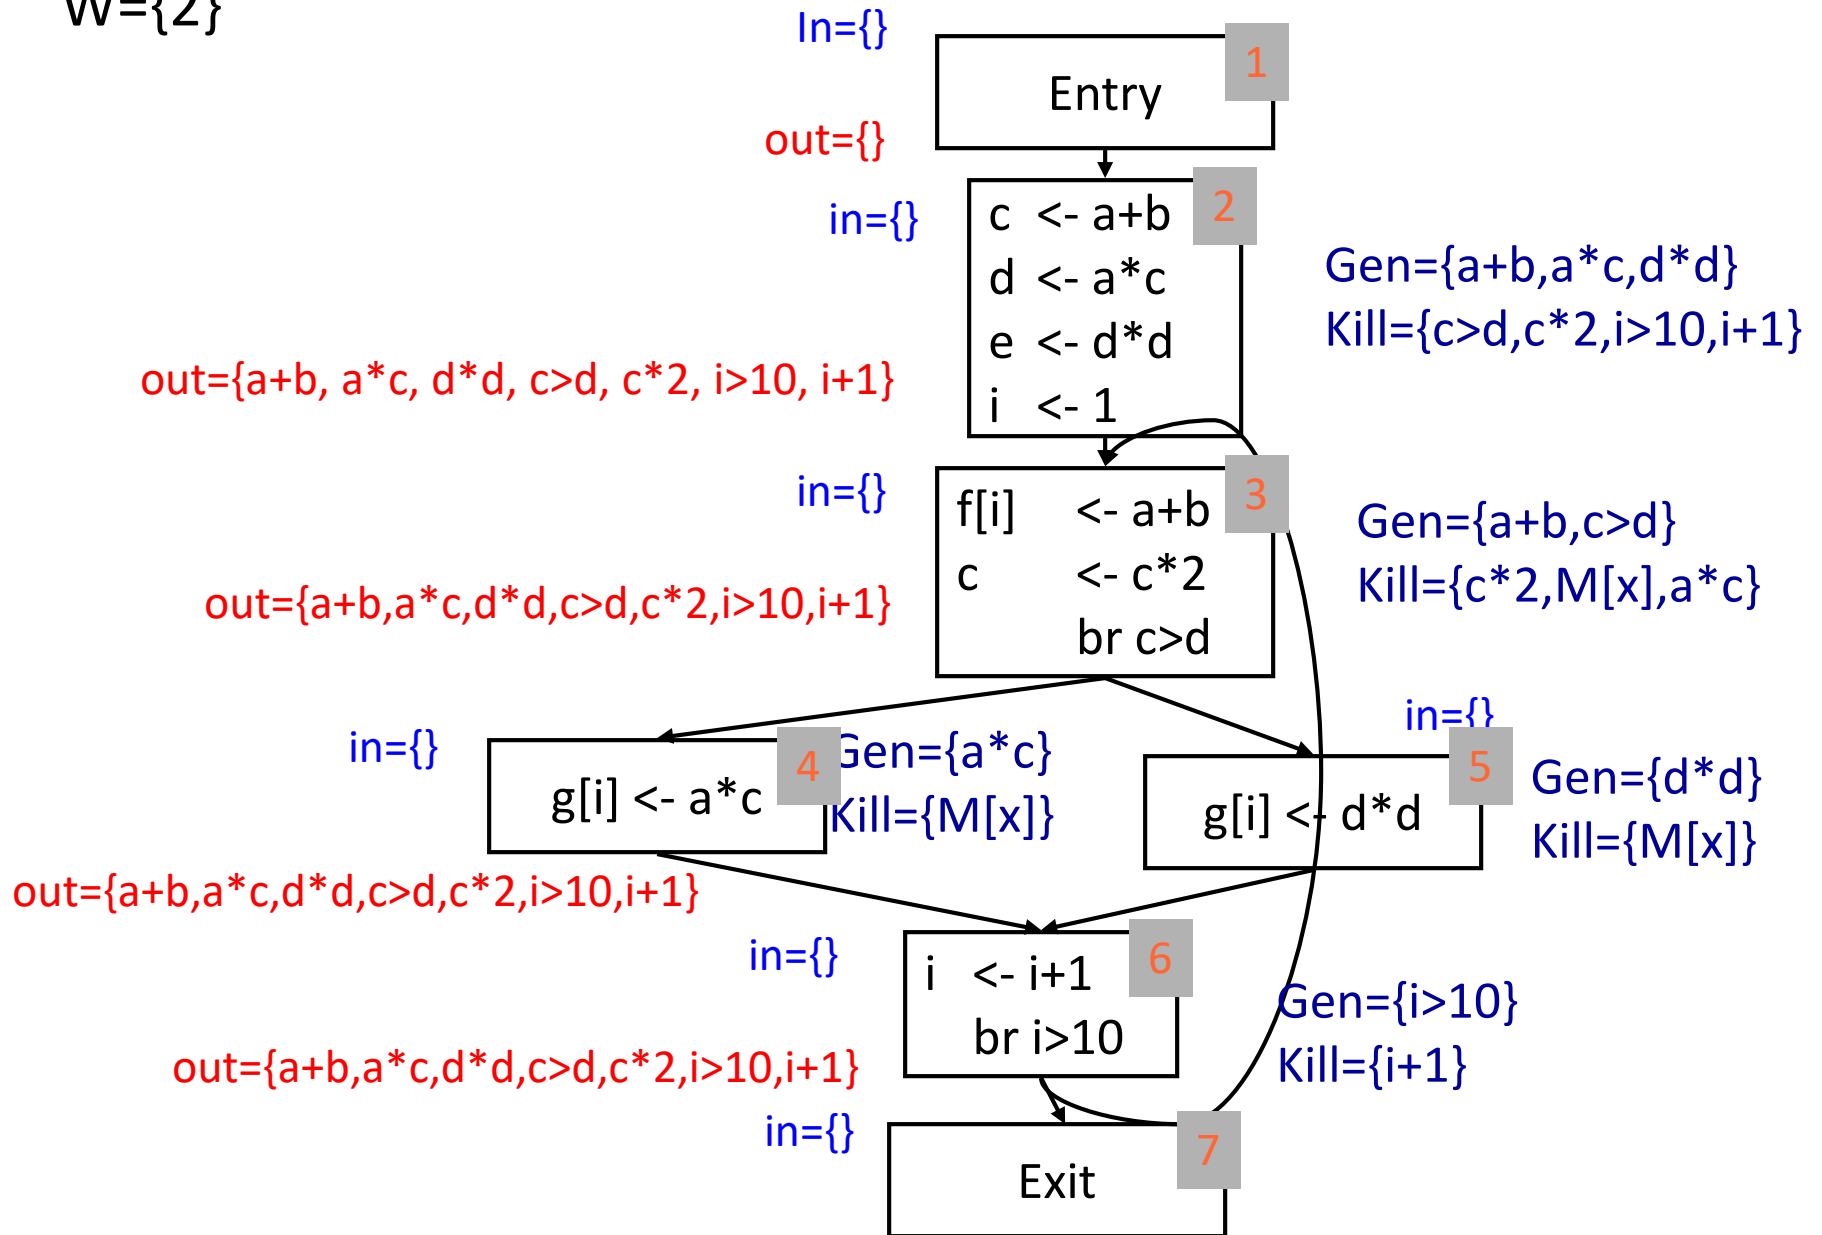 W={2}
In={}
1
Entry
out={}
in={}
2
c <- a+b
d <- a*c
e <- d*d
i <- 1
Gen={a+b,a*c,d*d}
Kill={c>d,c*2,i>10,i+1}
out={a+b, a*c, d*d, c>d, c*2, i>10, i+1}
in={}
3
f[i] <- a+b
c <- c*2
br c>d
Gen={a+b,c>d}
Kill={c*2,M[x],a*c}
out={a+b,a*c,d*d,c>d,c*2,i>10,i+1}
in={}
4
g[i] <- a*c
Gen={a*c}
Kill={M[x]}
in={}
5
g[i] <- d*d
Gen={d*d}
Kill={M[x]}
out={a+b,a*c,d*d,c>d,c*2,i>10,i+1}
in={}
6
i <- i+1
br i>10
Gen={i>10}
Kill={i+1}
out={a+b,a*c,d*d,c>d,c*2,i>10,i+1}
in={}
7
Exit